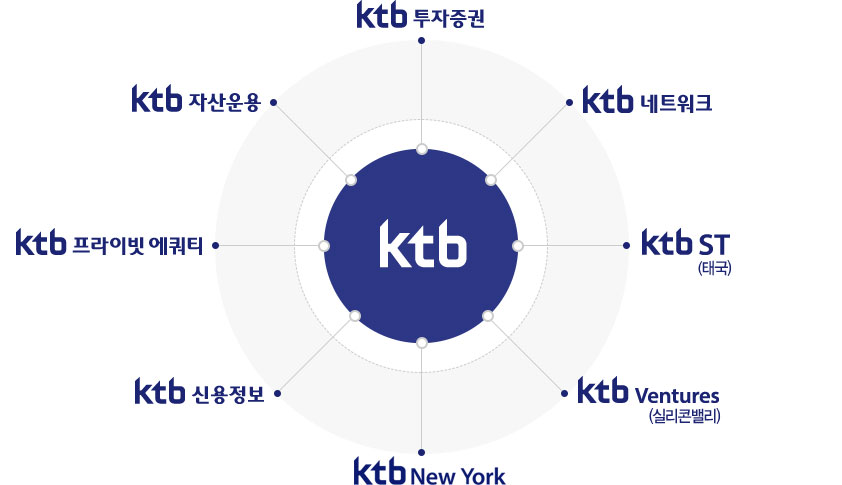 ktb 투자증권
ktb 자산운용
ktb 네트워크
ktb 프라이빗 에쿼티
ktb
ktb ST
(태국)
ktb 신용정보
ktb Ventures
(실리콘밸리)
ktb New York